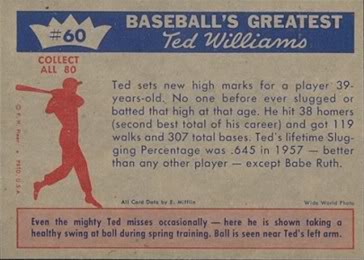 #60
BASEBALL'S GREATEST
Ted Williams
COLLECT
ALL 80
Ted sets new high marks for a player 39-
years-old. No one before ever slugged or
batted that high at that age. He hit 38 homers
(second best total of his career) and got 119
walks and 307 total bases. Ted's lifetime Slug-
ging Percentage was .645 in 1957 — better
than any other player — except Babe Ruth.
All Card Data by E. Mifflin
Wide World Photo
Even the mighty Ted misses occasionally — here he is shown taking a
healthy swing at ball during spring training. Ball is seen near Ted's left arm.